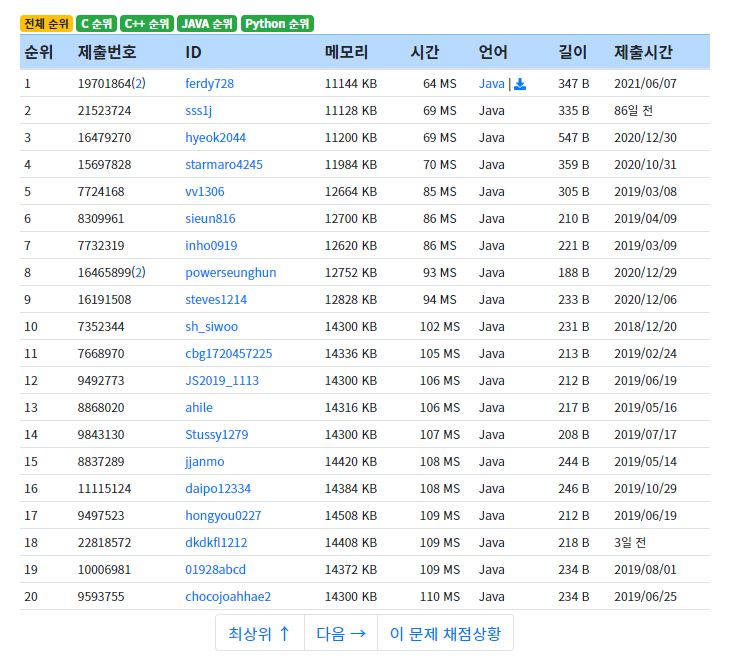 전체 순위 C 순위 C++ 순위 JAVA 순위 Python 순위
순위 제출번호 ID 메모리 시간 언어 길이 제출시간
1 19701864(2) ferdy728 11144 KB 64 MS Java | 347 B 2021/06/07
2 21523724 sss1j 11128 KB 69 MS Java 335 B 86일 전
3 16479270 hyeok2044 11200 KB 69 MS Java 547 B 2020/12/30
4 15697828 starmaro4245 11984 KB 70 MS Java 359 B 2020/10/31
5 7724168 vv1306 12664 KB 85 MS Java 305 B 2019/03/08
6 8309961 sieun816 12700 KB 86 MS Java 210 B 2019/04/09
7 7732319 inho0919 12620 KB 86 MS Java 221 B 2019/03/09
8 16465899(2) powerseunghun 12752 KB 93 MS Java 188 B 2020/12/29
9 16191508 steves1214 12828 KB 94 MS Java 233 B 2020/12/06
10 7352344 sh_siwoo 14300 KB 102 MS Java 231 B 2018/12/20
11 7668970 cbg1720457225 14336 KB 105 MS Java 213 B 2019/02/24
12 9492773 JS2019_1113 14300 KB 106 MS Java 212 B 2019/06/19
13 8868020 ahile 14316 KB 106 MS Java 217 B 2019/05/16
14 9843130 Stussy1279 14300 KB 107 MS Java 208 B 2019/07/17
15 8837289 jjanmo 14420 KB 108 MS Java 244 B 2019/05/14
16 11115124 daipo12334 14384 KB 108 MS Java 246 B 2019/10/29
17 9497523 hongyou0227 14508 KB 109 MS Java 212 B 2019/06/19
18 22818572 dkdkfl1212 14408 KB 109 MS Java 218 B 3일 전
19 10006981 01928abcd 14372 KB 109 MS Java 234 B 2019/08/01
20 9593755 chocojoahhae2 14300 KB 110 MS Java 234 B 2019/06/25
최상위 ↑ 다음 → 이 문제 채점상황